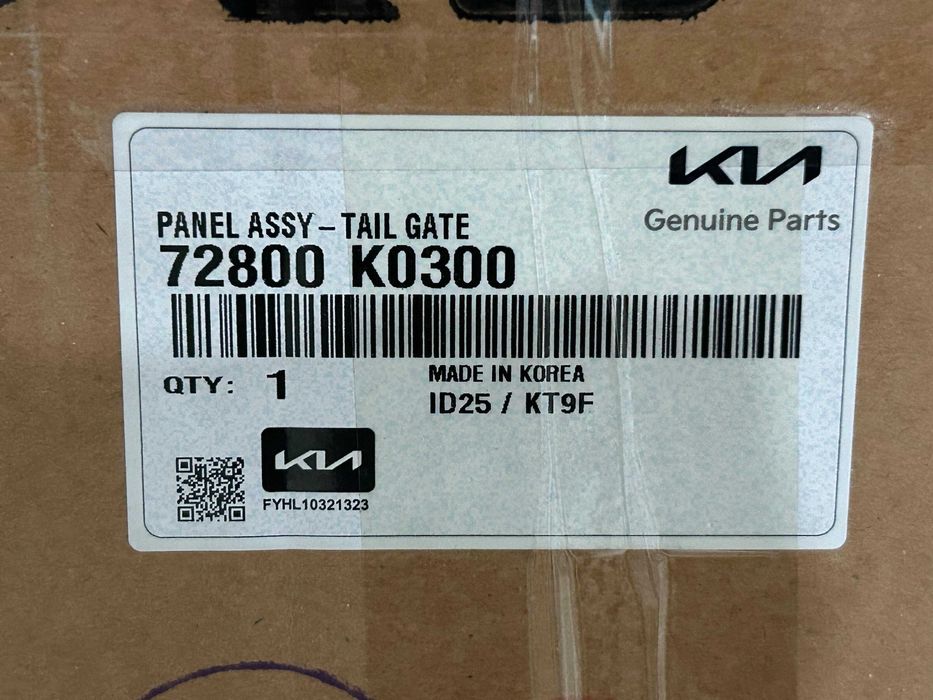 KIA
Genuine Parts
PANEL ASSY – TAIL GATE
72800 K0300
QTY: 1
MADE IN KOREA
ID25 / KT9F
KIA
FYHL10321323